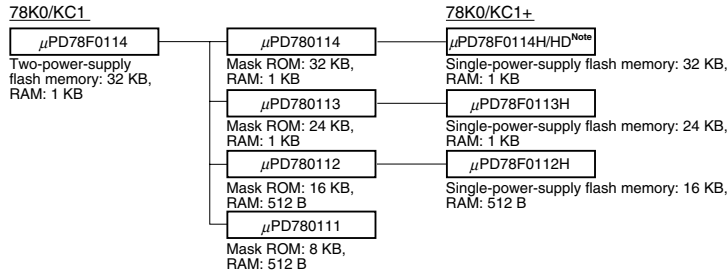 78K0/KC1
78K0/KC1+
μPD78F0114
μPD780114
μPD78F0114H/HDNote
Two-power-supply
flash memory: 32 KB,
RAM: 1 KB
Mask ROM: 32 KB,
RAM: 1 KB
Single-power-supply flash memory: 32 KB,
RAM: 1 KB
μPD780113
μPD78F0113H
Mask ROM: 24 KB,
RAM: 1 KB
Single-power-supply flash memory: 24 KB,
RAM: 1 KB
μPD780112
μPD78F0112H
Mask ROM: 16 KB,
RAM: 512 B
Single-power-supply flash memory: 16 KB,
RAM: 512 B
μPD780111
Mask ROM: 8 KB,
RAM: 512 B